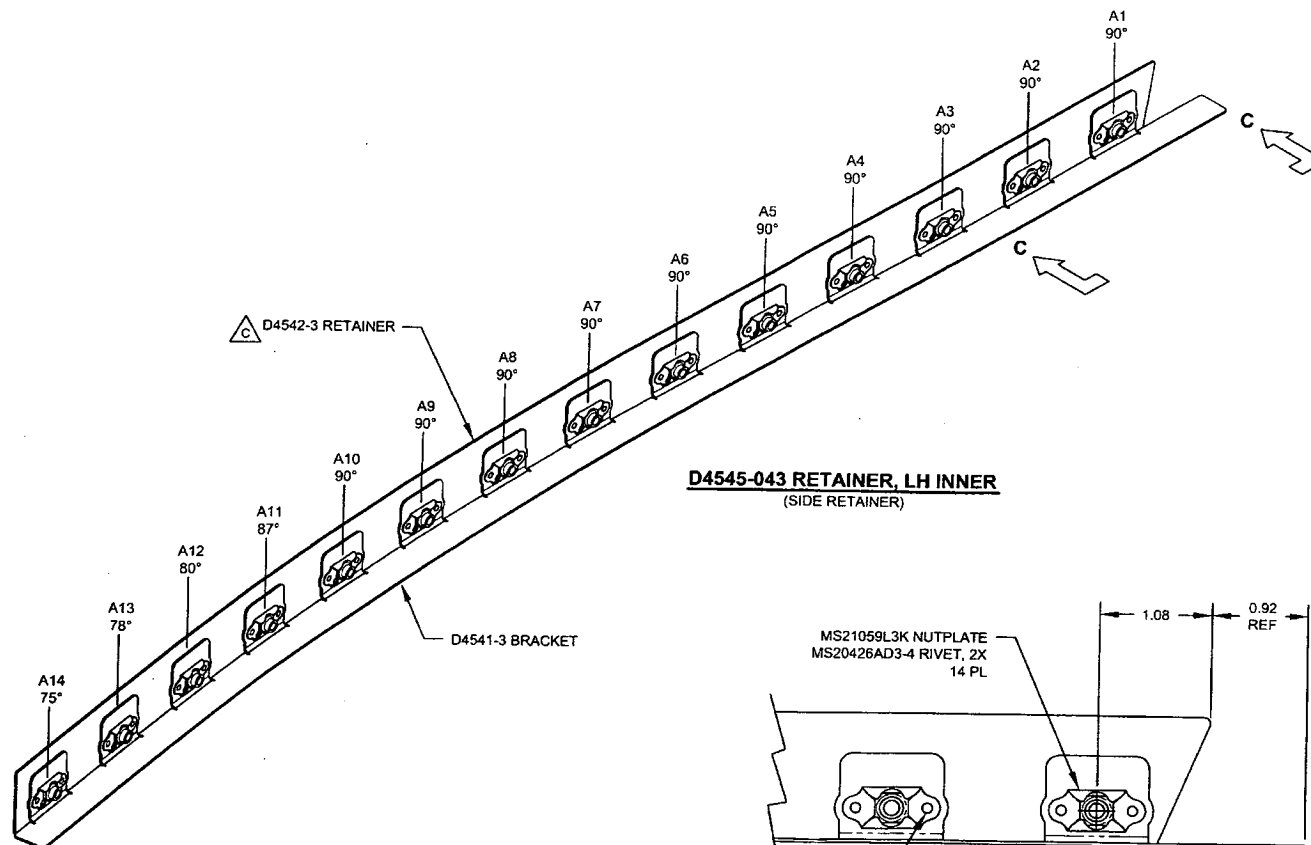 A1
90°
A2
90°
A3
90°
A4
90°
A5
90°
A6
90°
A7
90°
A8
90°
A9
90°
A10
90°
A11
87°
A12
80°
A13
78°
A14
75°
C
C
C D4542-3 RETAINER
D4541-3 BRACKET
D4545-043 RETAINER, LH INNER
(SIDE RETAINER)
MS21059L3K NUTPLATE
MS20426AD3-4 RIVET, 2X
14 PL
1.08
0.92
REF